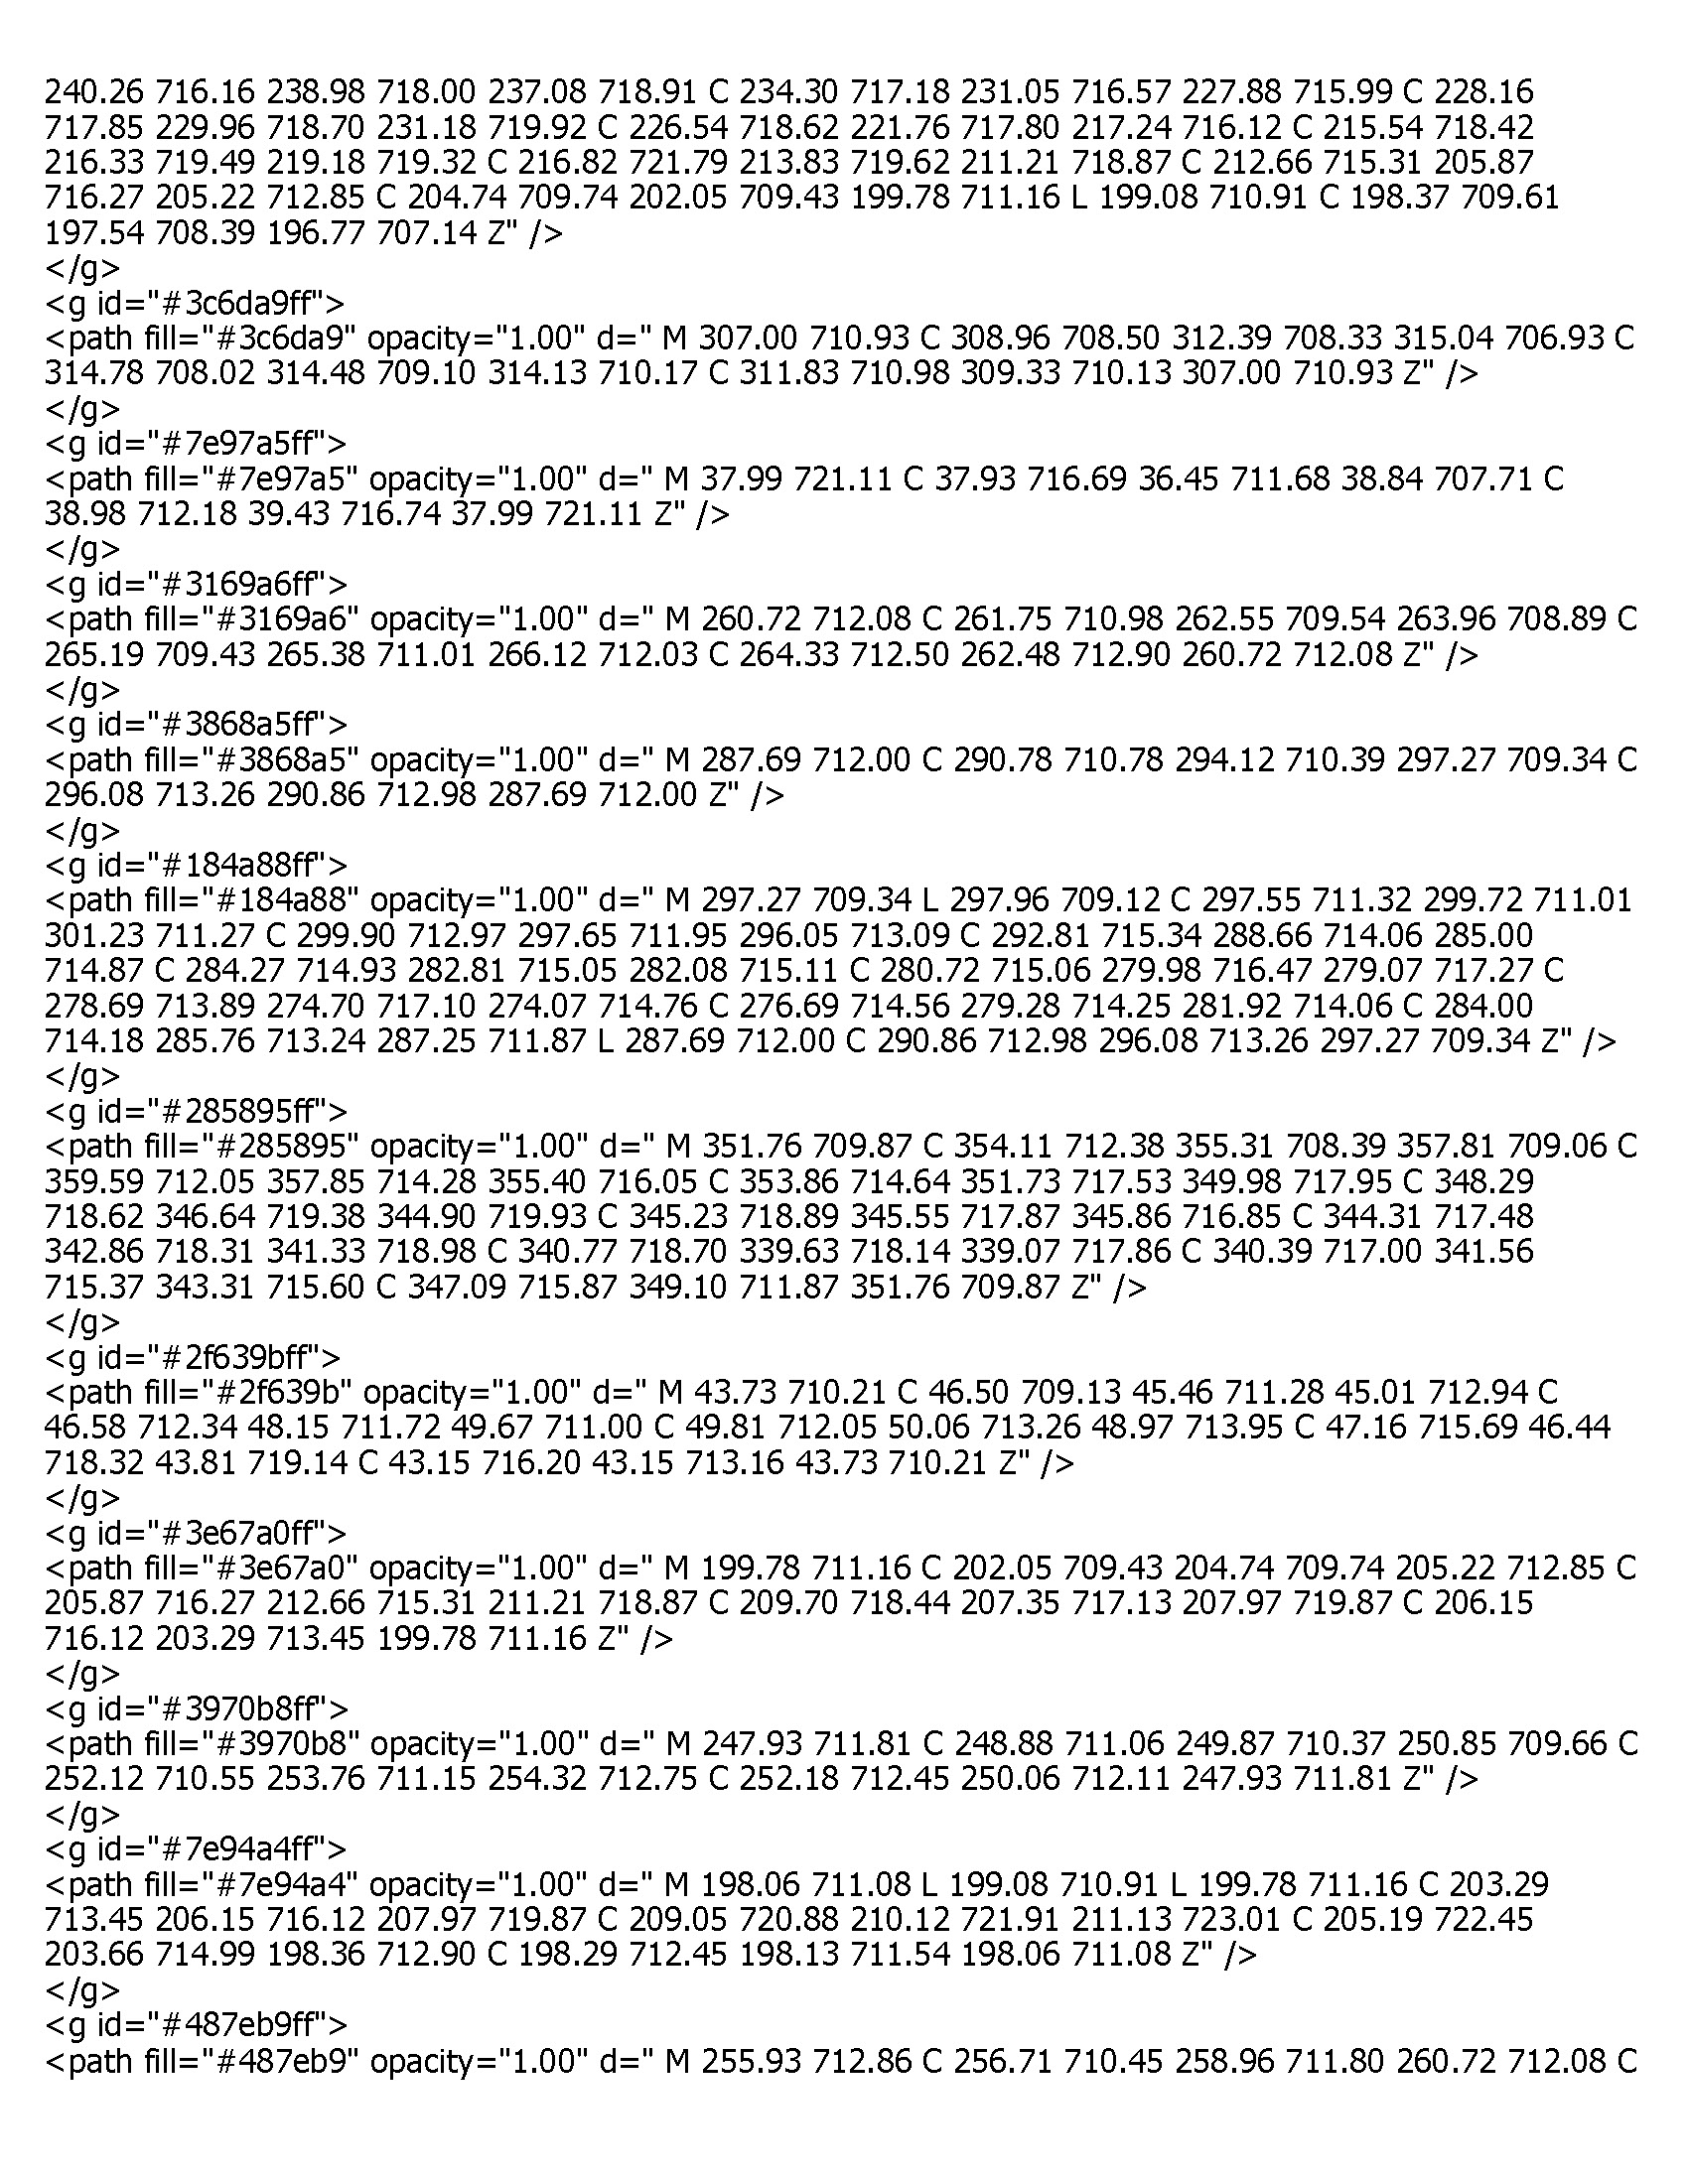 240.26 716.16 238.98 718.00 237.08 718.91 C 234.30 717.18 231.05 716.57 227.88 715.99 C 228.16
717.85 229.96 718.70 231.18 719.92 C 226.54 718.62 221.76 717.80 217.24 716.12 C 215.54 718.42
216.33 719.49 219.18 719.32 C 216.82 721.79 213.83 719.62 211.21 718.87 C 212.66 715.31 205.87
716.27 205.22 712.85 C 204.74 709.74 202.05 709.43 199.78 711.16 L 199.08 710.91 C 198.37 709.61
197.54 708.39 196.77 707.14 Z" />
</g>
<g id="#3c6da9ff">
<path fill="#3c6da9" opacity="1.00" d=" M 307.00 710.93 C 308.96 708.50 312.39 708.33 315.04 706.93 C
314.78 708.02 314.48 709.10 314.13 710.17 C 311.83 710.98 309.33 710.13 307.00 710.93 Z" />
</g>
<g id="#7e97a5ff">
<path fill="#7e97a5" opacity="1.00" d=" M 37.99 721.11 C 37.93 716.69 36.45 711.68 38.84 707.71 C
38.98 712.18 39.43 716.74 37.99 721.11 Z" />
</g>
<g id="#3169a6ff">
<path fill="#3169a6" opacity="1.00" d=" M 260.72 712.08 C 261.75 710.98 262.55 709.54 263.96 708.89 C
265.19 709.43 265.38 711.01 266.12 712.03 C 264.33 712.50 262.48 712.90 260.72 712.08 Z" />
</g>
<g id="#3868a5ff">
<path fill="#3868a5" opacity="1.00" d=" M 287.69 712.00 C 290.78 710.78 294.12 710.39 297.27 709.34 C
296.08 713.26 290.86 712.98 287.69 712.00 Z" />
</g>
<g id="#184a88ff">
<path fill="#184a88" opacity="1.00" d=" M 297.27 709.34 L 297.96 709.12 C 297.55 711.32 299.72 711.01
301.23 711.27 C 299.90 712.97 297.65 711.95 296.05 713.09 C 292.81 715.34 288.66 714.06 285.00
714.87 C 284.27 714.93 282.81 715.05 282.08 715.11 C 280.72 715.06 279.98 716.47 279.07 717.27 C
278.69 713.89 274.70 717.10 274.07 714.76 C 276.69 714.56 279.28 714.25 281.92 714.06 C 284.00
714.18 285.76 713.24 287.25 711.87 L 287.69 712.00 C 290.86 712.98 296.08 713.26 297.27 709.34 Z" />
</g>
<g id="#285895ff">
<path fill="#285895" opacity="1.00" d=" M 351.76 709.87 C 354.11 712.38 355.31 708.39 357.81 709.06 C
359.59 712.05 357.85 714.28 355.40 716.05 C 353.86 714.64 351.73 717.53 349.98 717.95 C 348.29
718.62 346.64 719.38 344.90 719.93 C 345.23 718.89 345.55 717.87 345.86 716.85 C 344.31 717.48
342.86 718.31 341.33 718.98 C 340.77 718.70 339.63 718.14 339.07 717.86 C 340.39 717.00 341.56
715.37 343.31 715.60 C 347.09 715.87 349.10 711.87 351.76 709.87 Z" />
</g>
<g id="#2f639bff">
<path fill="#2f639b" opacity="1.00" d=" M 43.73 710.21 C 46.50 709.13 45.46 711.28 45.01 712.94 C
46.58 712.34 48.15 711.72 49.67 711.00 C 49.81 712.05 50.06 713.26 48.97 713.95 C 47.16 715.69 46.44
718.32 43.81 719.14 C 43.15 716.20 43.15 713.16 43.73 710.21 Z" />
</g>
<g id="#3e67a0ff">
<path fill="#3e67a0" opacity="1.00" d=" M 199.78 711.16 C 202.05 709.43 204.74 709.74 205.22 712.85 C
205.87 716.27 212.66 715.31 211.21 718.87 C 209.70 718.44 207.35 717.13 207.97 719.87 C 206.15
716.12 203.29 713.45 199.78 711.16 Z" />
</g>
<g id="#3970b8ff">
<path fill="#3970b8" opacity="1.00" d=" M 247.93 711.81 C 248.88 711.06 249.87 710.37 250.85 709.66 C
252.12 710.55 253.76 711.15 254.32 712.75 C 252.18 712.45 250.06 712.11 247.93 711.81 Z" />
</g>
<g id="#7e94a4ff">
<path fill="#7e94a4" opacity="1.00" d=" M 198.06 711.08 L 199.08 710.91 L 199.78 711.16 C 203.29
713.45 206.15 716.12 207.97 719.87 C 209.05 720.88 210.12 721.91 211.13 723.01 C 205.19 722.45
203.66 714.99 198.36 712.90 C 198.29 712.45 198.13 711.54 198.06 711.08 Z" />
</g>
<g id="#487eb9ff">
<path fill="#487eb9" opacity="1.00" d=" M 255.93 712.86 C 256.71 710.45 258.96 711.80 260.72 712.08 C